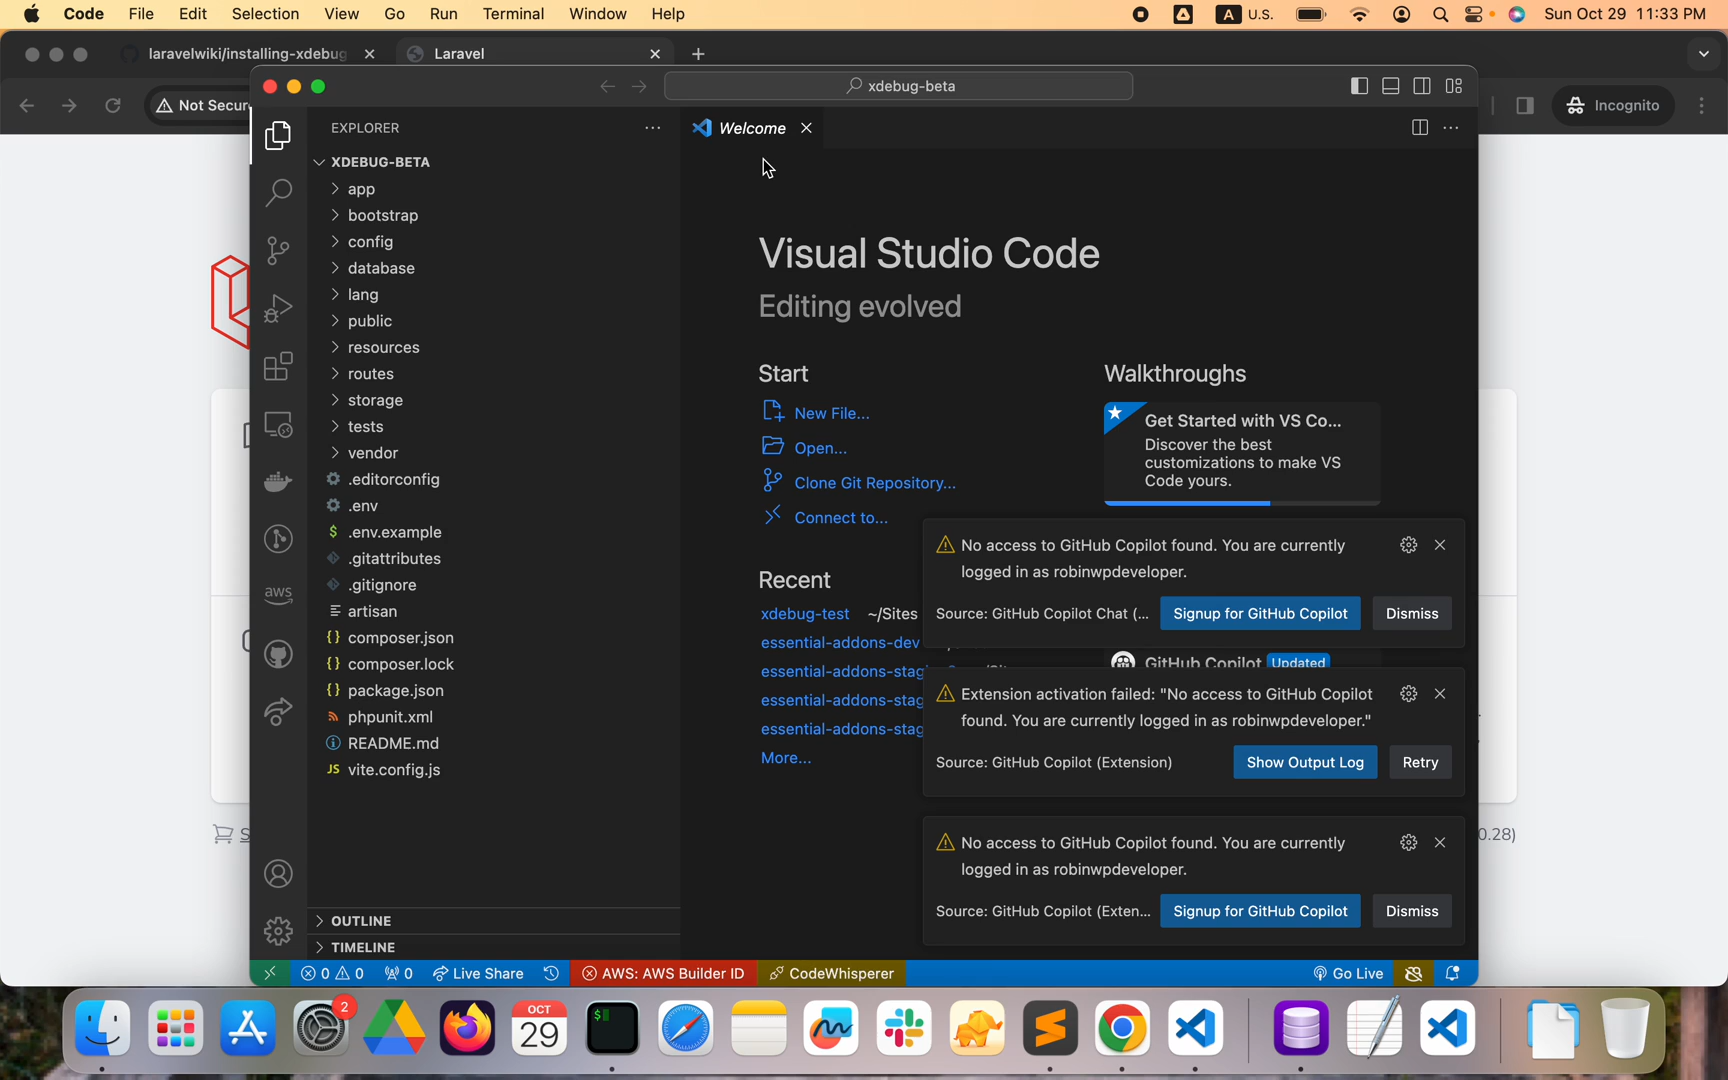 Code File Edit Selection View Go Run Terminal Window Help A U.S. Sun Oct 29 11:33 PM
laravelwiki/installing-xdebug Laravel
Not Secur Incognito
xdebug-beta
EXPLORER
Welcome
XDEBUG-BETA
app
bootstrap
config
database
lang
public
resources
routes
storage
tests
vendor
.editorconfig
.env
$ .env.example
.gitattributes
.gitignore
artisan
{} composer.json
{} composer.lock
{} package.json
phpunit.xml
README.md
JS vite.config.js
OUTLINE
TIMELINE
aws
Visual Studio Code
Editing evolved
Start
New File...
Open...
Clone Git Repository...
Connect to...
Recent
xdebug-test ~/Sites
essential-addons-dev
essential-addons-stag
essential-addons-stag
essential-addons-stag
More...
Walkthroughs
Get Started with VS Co...
Discover the best
customizations to make VS
Code yours.
GitHub Copilot Updated
No access to GitHub Copilot found. You are currently
logged in as robinwpdeveloper.
Source: GitHub Copilot Chat (... Signup for GitHub Copilot Dismiss
Extension activation failed: "No access to GitHub Copilot
found. You are currently logged in as robinwpdeveloper."
Source: GitHub Copilot (Extension) Show Output Log Retry
No access to GitHub Copilot found. You are currently
logged in as robinwpdeveloper.
Source: GitHub Copilot (Exten... Signup for GitHub Copilot Dismiss
S
0.28)
0 0 0 Live Share AWS: AWS Builder ID CodeWhisperer Go Live
2
OCT
29
$